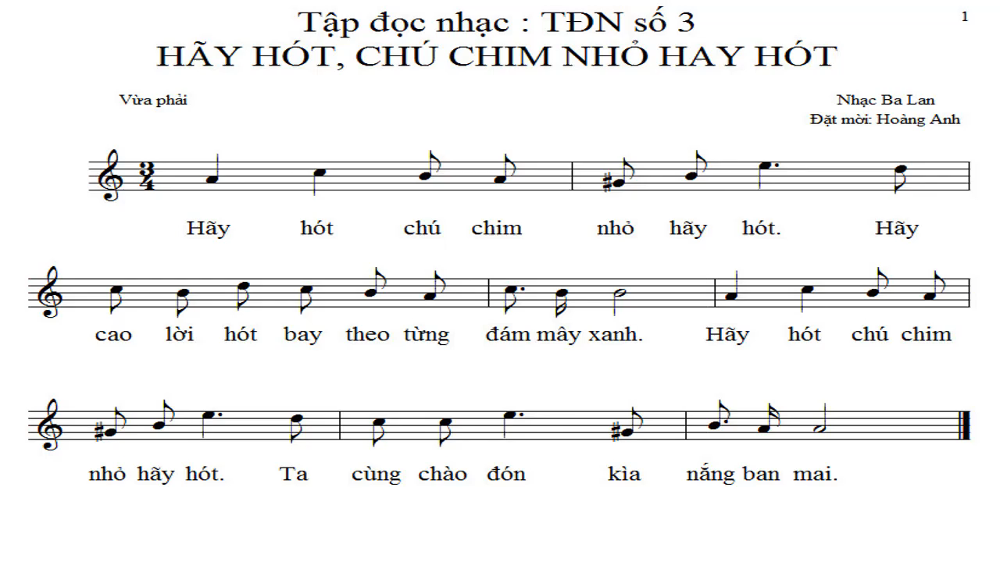 Tập đọc nhạc : TĐN số 3
1
HÃY HÓT, CHÚ CHIM NHỎ HAY HÓT
Vừa phải
Nhạc Ba Lan
Đặt mời: Hoàng Anh
3
4
Hãy hót chú chim nhỏ hãy hót. Hãy
cao lời hót bay theo từng đám mây xanh. Hãy hót chú chim
nhỏ hãy hót. Ta cùng chào đón kìa nắng ban mai.